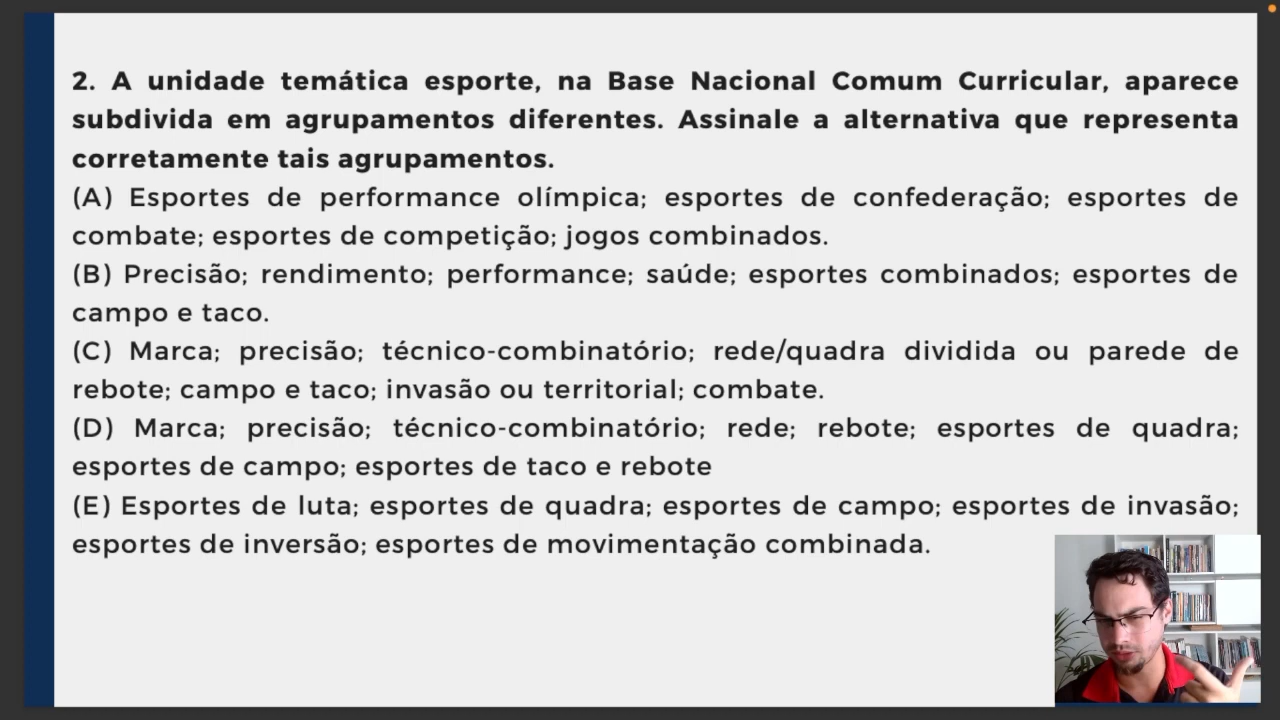 2. A unidade temática esporte, na Base Nacional Comum Curricular, aparece
subdivida em agrupamentos diferentes. Assinale a alternativa que representa
corretamente tais agrupamentos.
(A) Esportes de performance olímpica; esportes de confederação; esportes de
combate; esportes de competição; jogos combinados.
(B) Precisão; rendimento; performance; saúde; esportes combinados; esportes de
campo e taco.
(C) Marca; precisão; técnico-combinatório; rede/quadra dividida ou parede de
rebote; campo e taco; invasão ou territorial; combate.
(D) Marca; precisão; técnico-combinatório; rede; rebote; esportes de quadra;
esportes de campo; esportes de taco e rebote
(E) Esportes de luta; esportes de quadra; esportes de campo; esportes de invasão;
esportes de inversão; esportes de movimentação combinada.